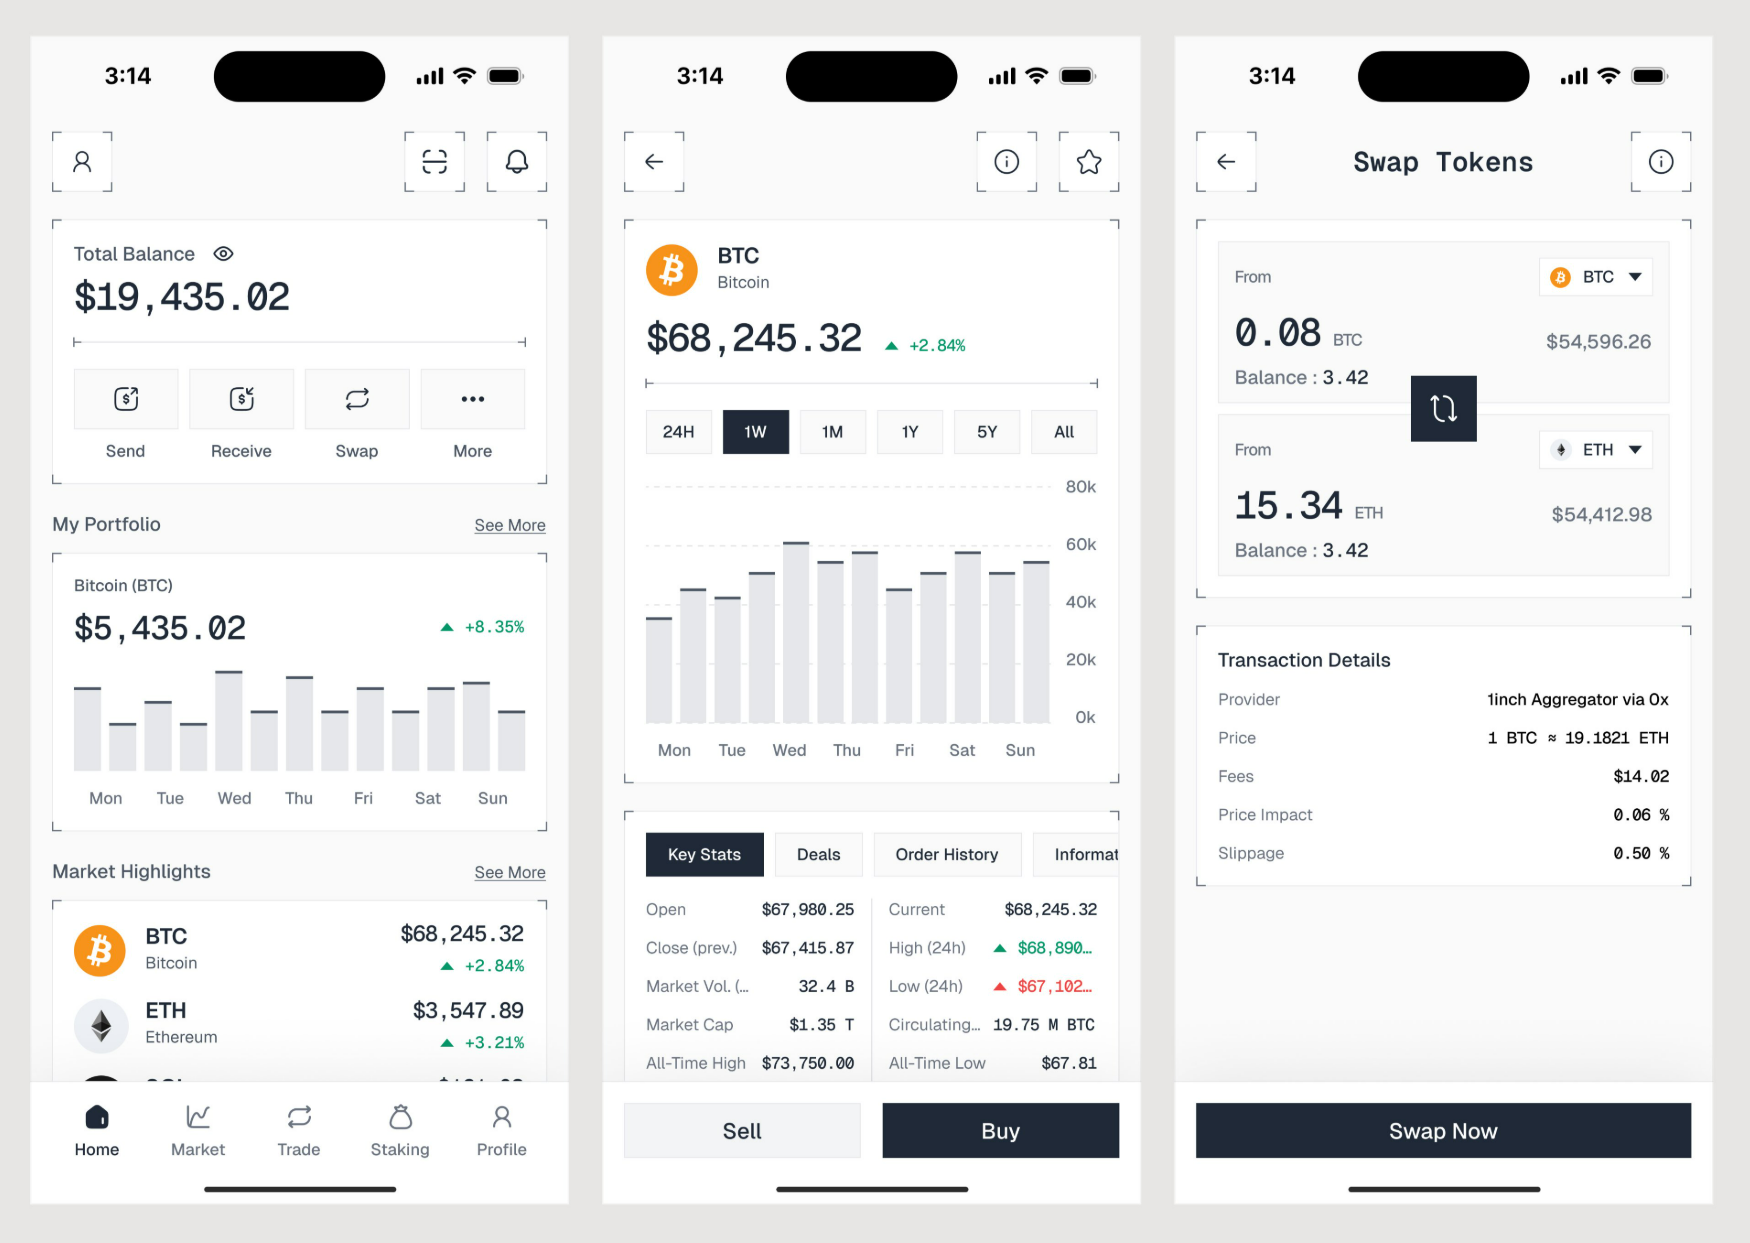 3:14
Total Balance
$19,435.02
Send Receive Swap More
My Portfolio See More
Bitcoin (BTC)
$5,435.02 +8.35%
Mon Tue Wed Thu Fri Sat Sun
Market Highlights See More
BTC $68,245.32
Bitcoin +2.84%
ETH $3,547.89
Ethereum +3.21%
Home Market Trade Staking Profile
3:14
BTC
Bitcoin
$68,245.32 +2.84%
24H 1W 1M 1Y 5Y All
80k
60k
40k
20k
0k
Mon Tue Wed Thu Fri Sat Sun
Key Stats Deals Order History Informat
Open $67,980.25 Current $68,245.32
Close (prev.) $67,415.87 High (24h) $68,890...
Market Vol. (... 32.4 B Low (24h) $67,102...
Market Cap $1.35 T Circulating... 19.75 M BTC
All-Time High $73,750.00 All-Time Low $67.81
Sell Buy
3:14
Swap Tokens
From BTC
0.08 BTC $54,596.26
Balance : 3.42
From ETH
15.34 ETH $54,412.98
Balance : 3.42
Transaction Details
Provider 1inch Aggregator via 0x
Price 1 BTC ≈ 19.1821 ETH
Fees $14.02
Price Impact 0.06 %
Slippage 0.50 %
Swap Now